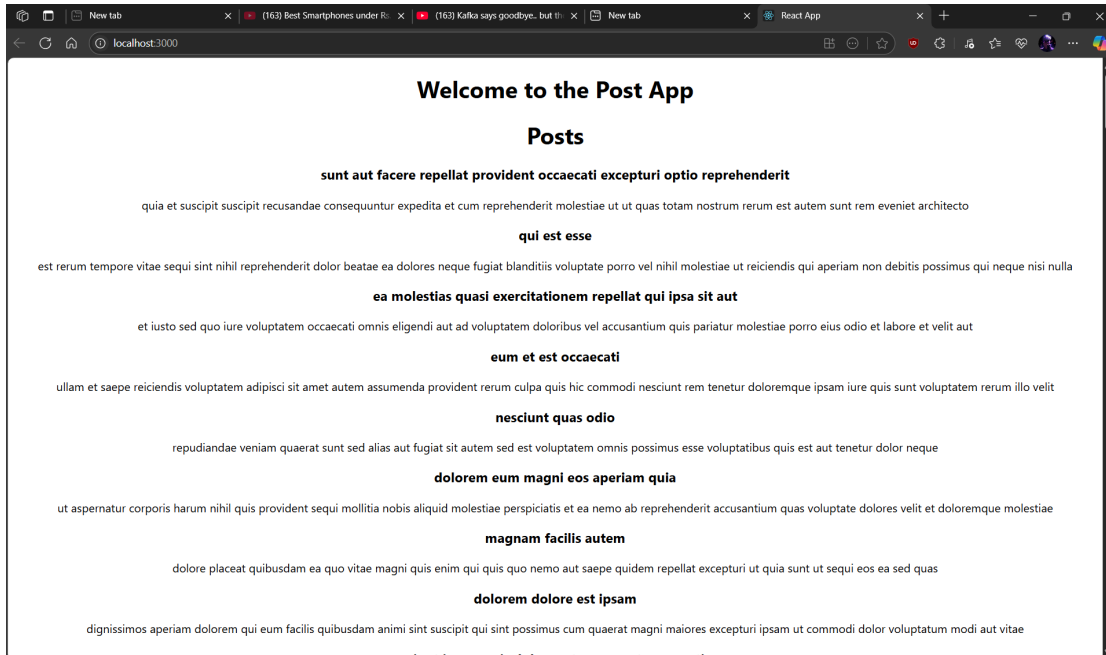 New tab
(163) Best Smartphones under Rs.
(163) Kafka says goodbye.. but th
New tab
React App
localhost:3000
Welcome to the Post App
Posts
sunt aut facere repellat provident occaecati excepturi optio reprehenderit
quia et suscipit suscipit recusandae consequuntur expedita et cum reprehenderit molestiae ut ut quas totam nostrum rerum est autem sunt rem eveniet architecto
qui est esse
est rerum tempore vitae sequi sint nihil reprehenderit dolor beatae ea dolores neque fugiat blanditiis voluptate porro vel nihil molestiae ut reiciendis qui aperiam non debitis possimus qui neque nisi nulla
ea molestias quasi exercitationem repellat qui ipsa sit aut
et iusto sed quo iure voluptatem occaecati omnis eligendi aut ad voluptatem doloribus vel accusantium quis pariatur molestiae porro eius odio et labore et velit aut
eum et est occaecati
ullam et saepe reiciendis voluptatem adipisci sit amet autem assumenda provident rerum culpa quis hic commodi nesciunt rem tenetur doloremque ipsam iure quis sunt voluptatem rerum illo velit
nesciunt quas odio
repudiandae veniam quaerat sunt sed alias aut fugiat sit autem sed est voluptatem omnis possimus esse voluptatibus quis est aut tenetur dolor neque
dolorem eum magni eos aperiam quia
ut aspernatur corporis harum nihil quis provident sequi mollitia nobis aliquid molestiae perspiciatis et ea nemo ab reprehenderit accusantium quas voluptate dolores velit et doloremque molestiae
magnam facilis autem
dolore placeat quibusdam ea quo vitae magni quis enim qui quis quo nemo aut saepe quidem repellat excepturi ut quia sunt ut sequi eos ea sed quas
dolorem dolore est ipsam
dignissimos aperiam dolorem qui eum facilis quibusdam animi sint suscipit qui sint possimus cum quaerat magni maiores excepturi ipsam ut commodi dolor voluptatum modi aut vitae